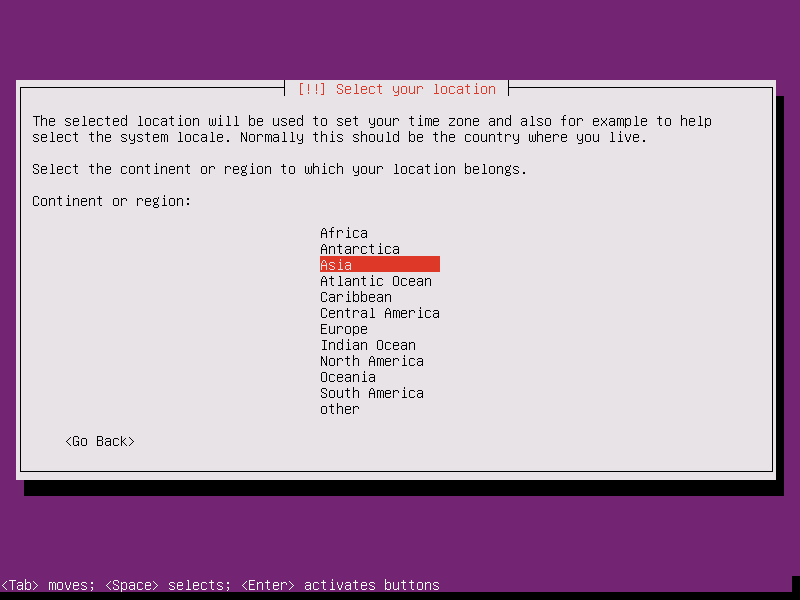 [!!] Select your location
The selected location will be used to set your time zone and also for example to help
select the system locale. Normally this should be the country where you live.
Select the continent or region to which your location belongs.
Continent or region:
Africa
Antarctica
Asia
Atlantic Ocean
Caribbean
Central America
Europe
Indian Ocean
North America
Oceania
South America
other
<Go Back>
<Tab> moves; <Space> selects; <Enter> activates buttons